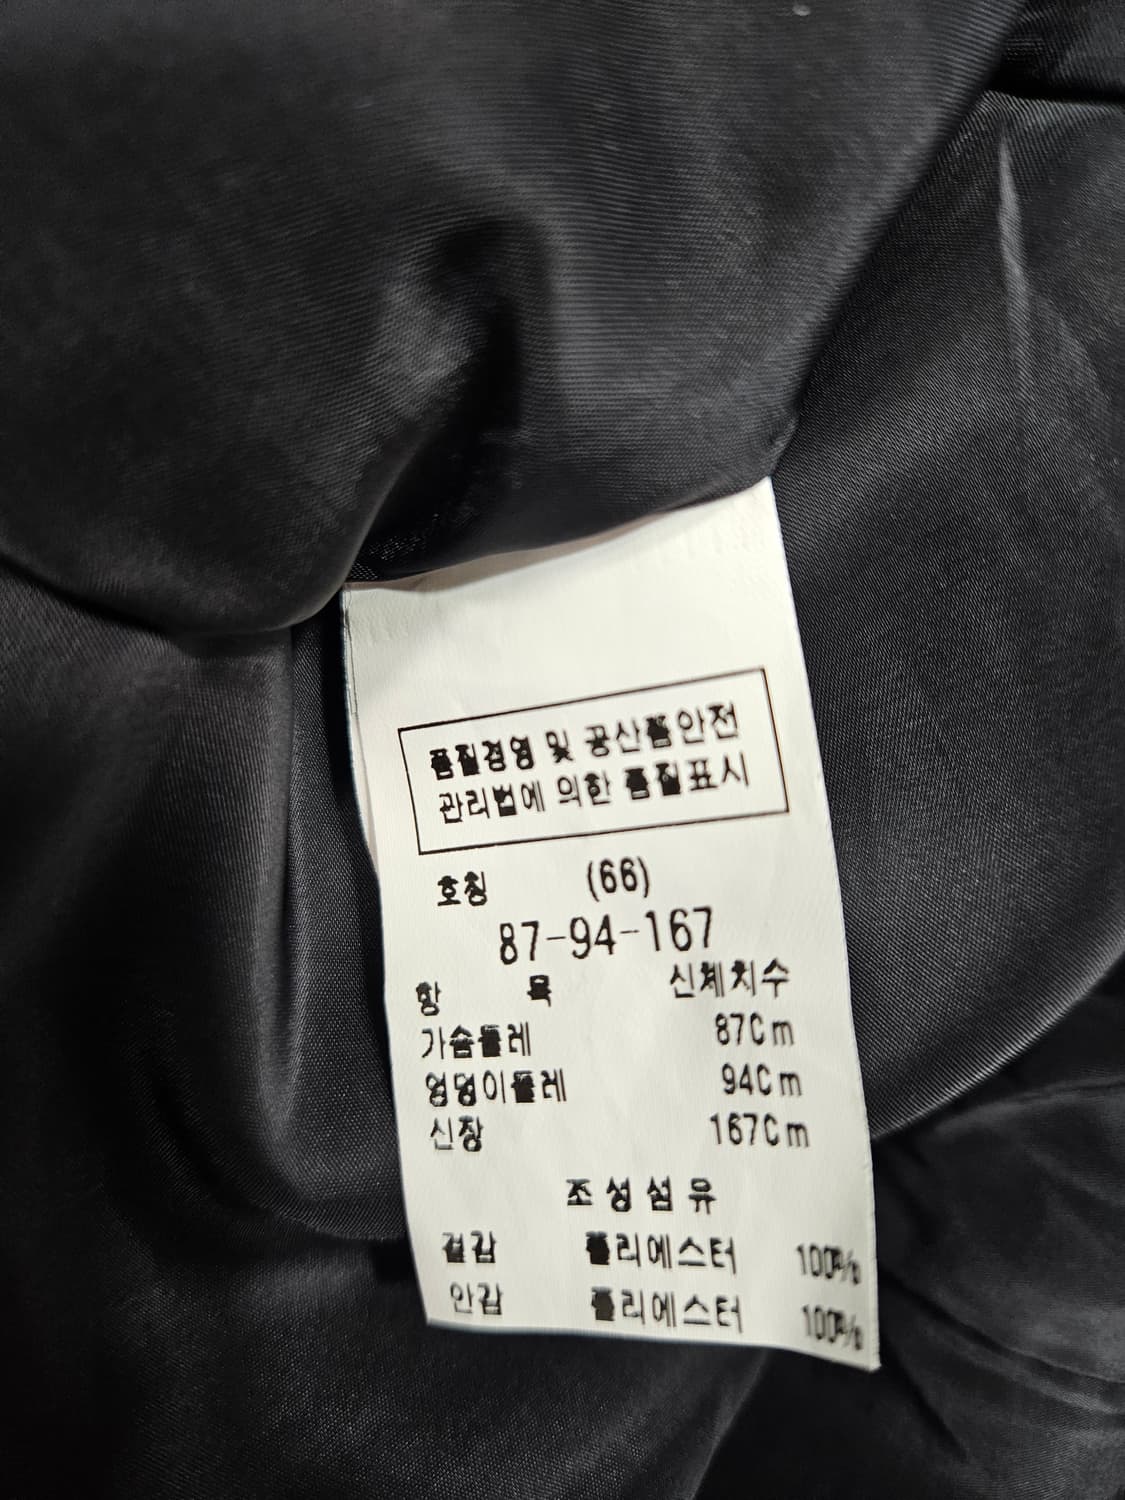 품질경영 및 공산품안전
관리법에 의한 품질표시
호칭 (66)
87-94-167
항 목 신체치수
가슴둘레 87Cm
엉덩이둘레 94Cm
신장 167Cm
조성섬유
겉감 폴리에스터 100%
안감 폴리에스터 100%